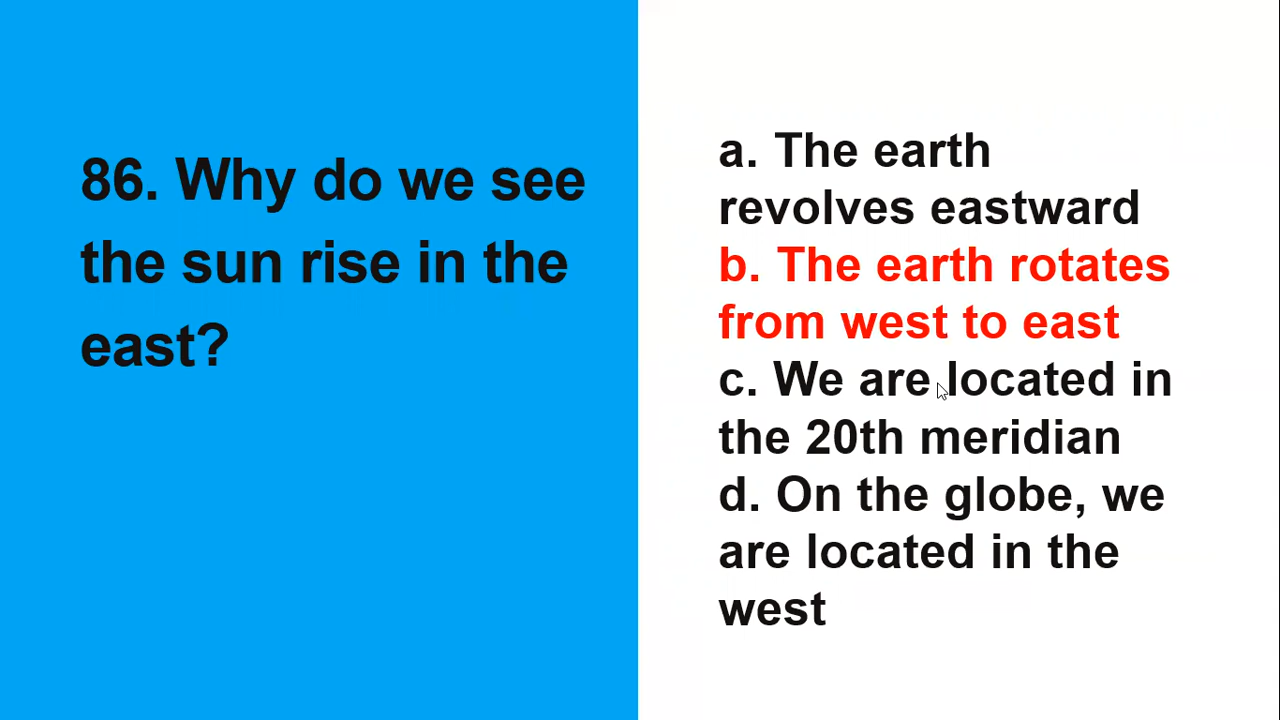 86. Why do we see
the sun rise in the
east?
a. The earth
revolves eastward
b. The earth rotates
from west to east
c. We are located in
the 20th meridian
d. On the globe, we
are located in the
west